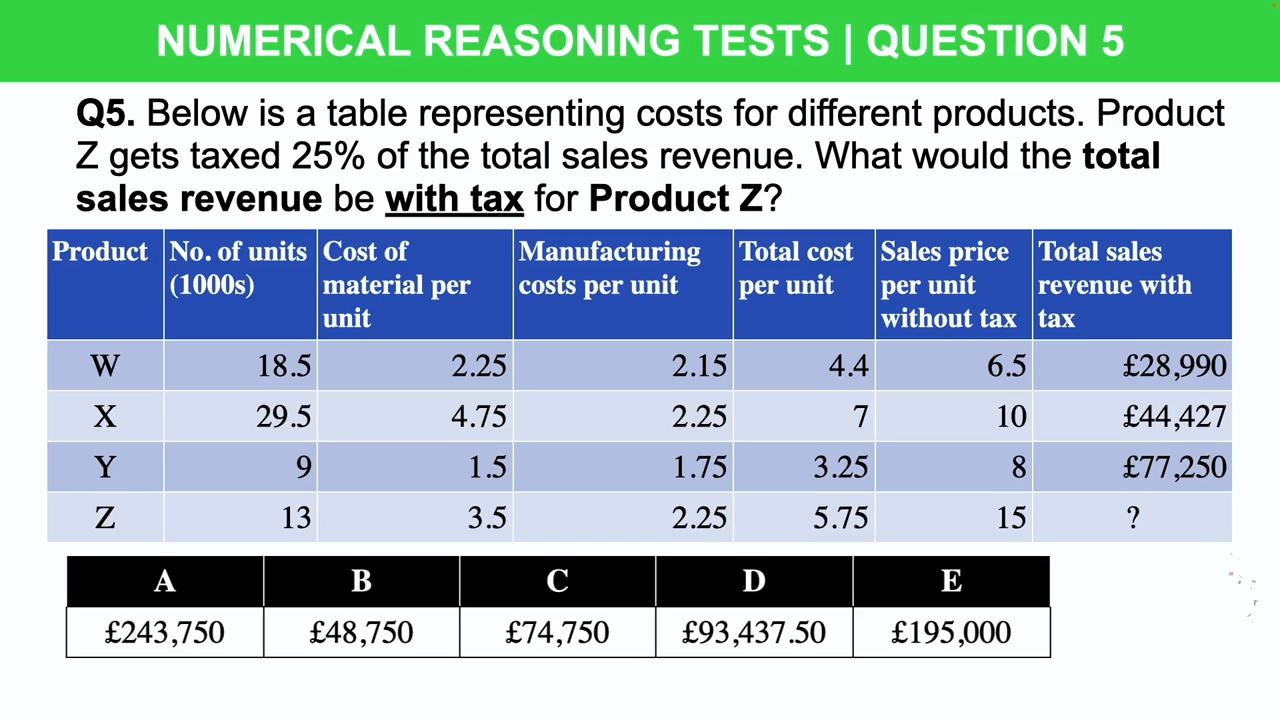 NUMERICAL REASONING TESTS | QUESTION 5
Q5. Below is a table representing costs for different products. Product
Z gets taxed 25% of the total sales revenue. What would the total
sales revenue be with tax for Product Z?
Product No. of units (1000s) Cost of material per unit Manufacturing costs per unit Total cost per unit Sales price per unit without tax Total sales revenue with tax
W 18.5 2.25 2.15 4.4 6.5 £28,990
X 29.5 4.75 2.25 7 10 £44,427
Y 9 1.5 1.75 3.25 8 £77,250
Z 13 3.5 2.25 5.75 15 ?
A B C D E
£243,750 £48,750 £74,750 £93,437.50 £195,000